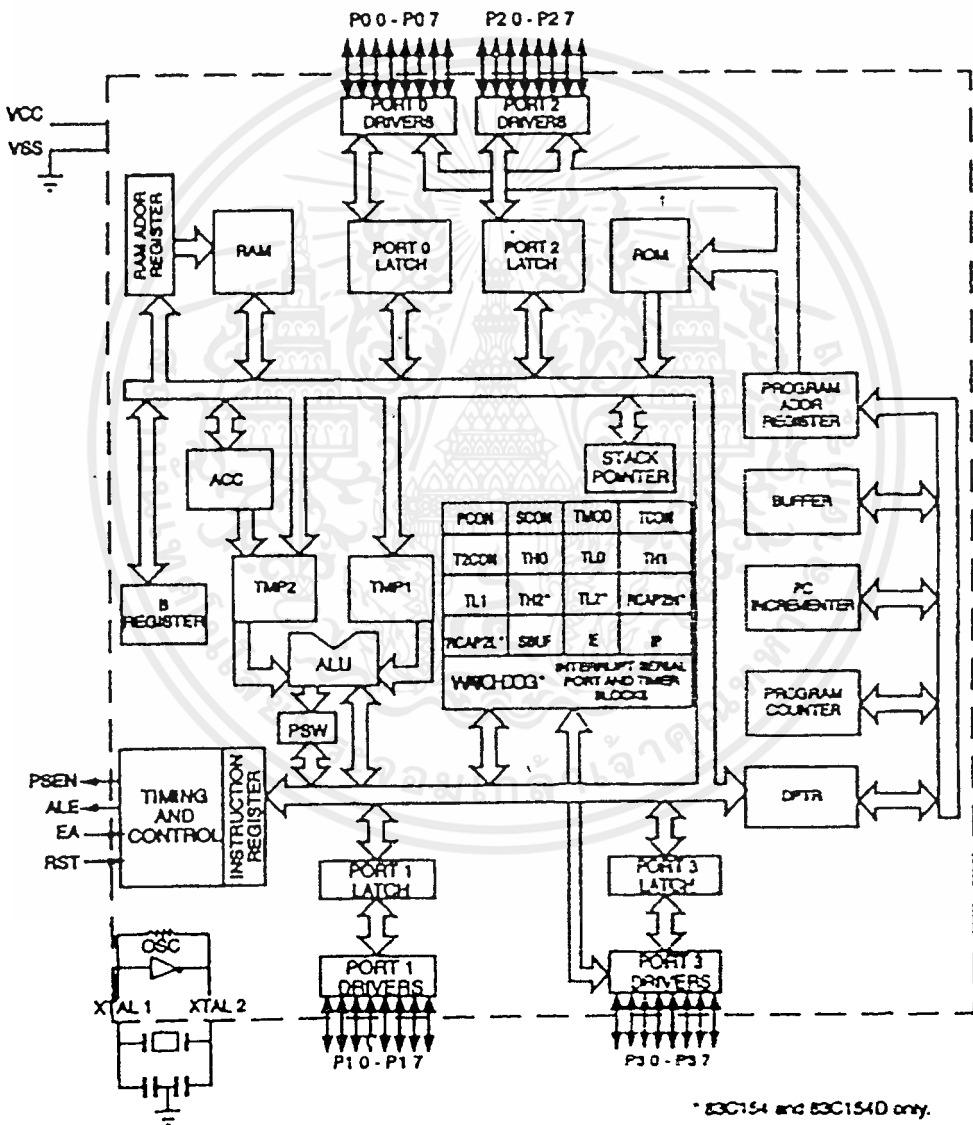 P0 0 - P0 7
P2 0 - P2 7
VCC
VSS
PORT 0
DRIVERS
PORT 2
DRIVERS
RAM ADDR
REGISTER
RAM
PORT 0
LATCH
PORT 2
LATCH
ROM
PROGRAM
ADDR
REGISTER
ACC
STACK
POINTER
BUFFER
PCON SCON TMOD TCON
T2CON TH0 TL0 TH1
TL1 TH2* TL2* RCAP2H*
RCAP2L* SBUF IE IP
WATCHDOG* INTERRUPT SERIAL
PORT AND TIMER
BLOCKS
B
REGISTER
TMP2
TMP1
PC
INCREMENTER
ALU
PSW
PROGRAM
COUNTER
PSEN
ALE
EA
RST
TIMING
AND
CONTROL
INSTRUCTION
REGISTER
DPTR
PORT 1
LATCH
PORT 3
LATCH
OSC
XTAL 1
XTAL 2
PORT 1
DRIVERS
PORT 3
DRIVERS
P1 0 - P1 7
P3 0 - P3 7
* 83C154 and 83C154D only.